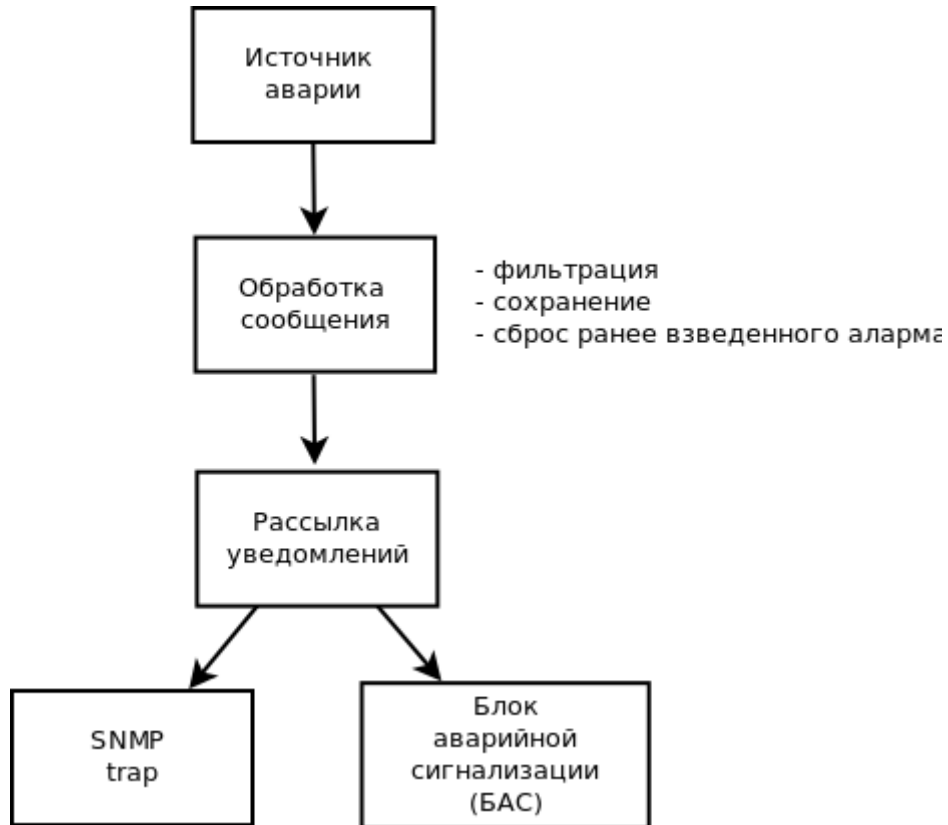 Источник
аварии
Обработка
сообщения
- фильтрация
- сохранение
- сброс ранее взведенного аларма
Рассылка
уведомлений
SNMP
trap
Блок
аварийной
сигнализации
(БАС)